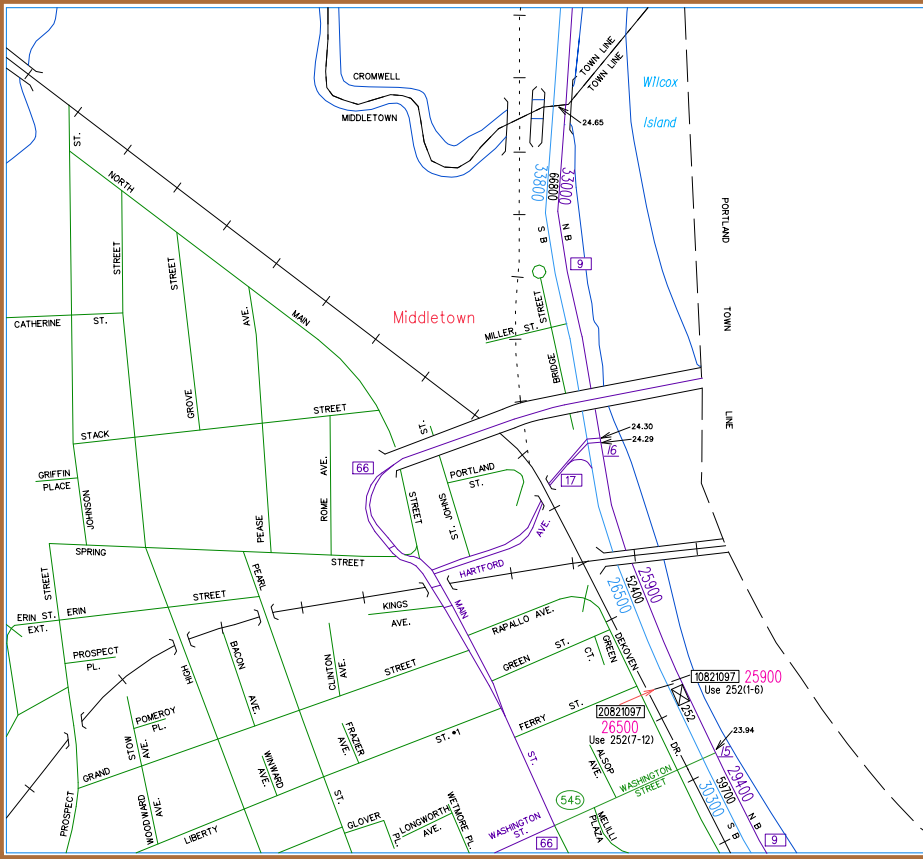 CROMWELL
MIDDLETOWN
TOWN LINE
TOWN LINE
Wilcox
Island
24.65
ST.
NORTH
33800
66800
33000
S B
N B
9
PORTLAND
TOWN
LINE
STREET
STREET
AVE.
MAIN
Middletown
CATHERINE ST.
MILLER ST.
BRIDGE STREET
GROVE
STREET
STACK
ST.
24.30
24.29
16
17
66
GRIFFIN
PLACE
JOHNSON
PEASE
ROME AVE.
STREET
ST. JOHNS
PORTLAND
ST.
HARTFORD AVE.
SPRING
STREET
STREET
PEARL
MAIN
26500
52400
25900
ERIN ST.
EXT.
ERIN
STREET
KINGS
AVE.
RAPALLO AVE.
PROSPECT
PL.
HIGH
BACON
AVE.
CLINTON
AVE.
STREET
GREEN ST.
GREEN
CT.
DEKOVEN
10821097
25900
Use 252(1-6)
252
20821097
26500
Use 252(7-12)
POMEROY
PL.
STOW
AVE.
FRAZIER
AVE.
ST. *1
FERRY ST.
ST.
ALSOP
AVE.
DR.
23.94
15
GRAND
WINWARD
AVE.
ST.
WASHINGTON
STREET
29400
59700
30300
PROSPECT
WOODWARD
AVE.
LIBERTY
GLOVER
PL.
LONGWORTH
AVE.
WETMORE PL.
WASHINGTON
ST.
66
545
MELILLI
PLAZA
S B
N B
9